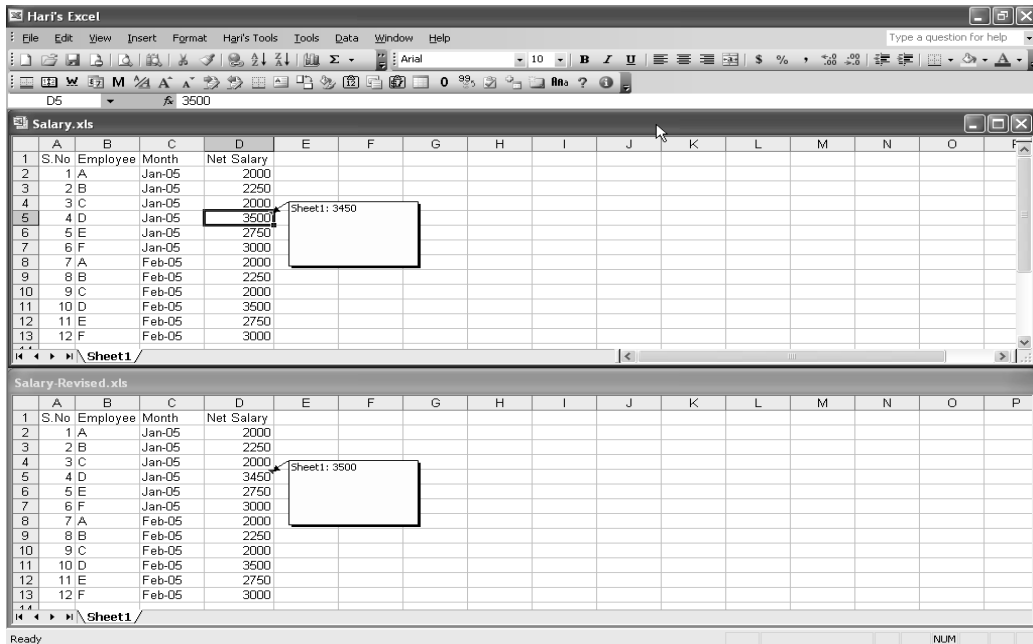 Hari's Excel
File Edit View Insert Format Hari's Tools Tools Data Window Help Type a question for help
Arial 10 B I U $ % ,
W M A A 0 99 ? 
D5 fx 3500
Salary.xls
A B C D E F G H I J K L M N O P
1 S.No Employee Month Net Salary
2 1 A Jan-05 2000
3 2 B Jan-05 2250
4 3 C Jan-05 2000
Sheet1: 3450
5 4 D Jan-05 3500
6 5 E Jan-05 2750
7 6 F Jan-05 3000
8 7 A Feb-05 2000
9 8 B Feb-05 2250
10 9 C Feb-05 2000
11 10 D Feb-05 3500
12 11 E Feb-05 2750
13 12 F Feb-05 3000
Sheet1
Salary-Revised.xls
A B C D E F G H I J K L M N O P
1 S.No Employee Month Net Salary
2 1 A Jan-05 2000
3 2 B Jan-05 2250
4 3 C Jan-05 2000
Sheet1: 3500
5 4 D Jan-05 3450
6 5 E Jan-05 2750
7 6 F Jan-05 3000
8 7 A Feb-05 2000
9 8 B Feb-05 2250
10 9 C Feb-05 2000
11 10 D Feb-05 3500
12 11 E Feb-05 2750
13 12 F Feb-05 3000
14
Sheet1
Ready NUM